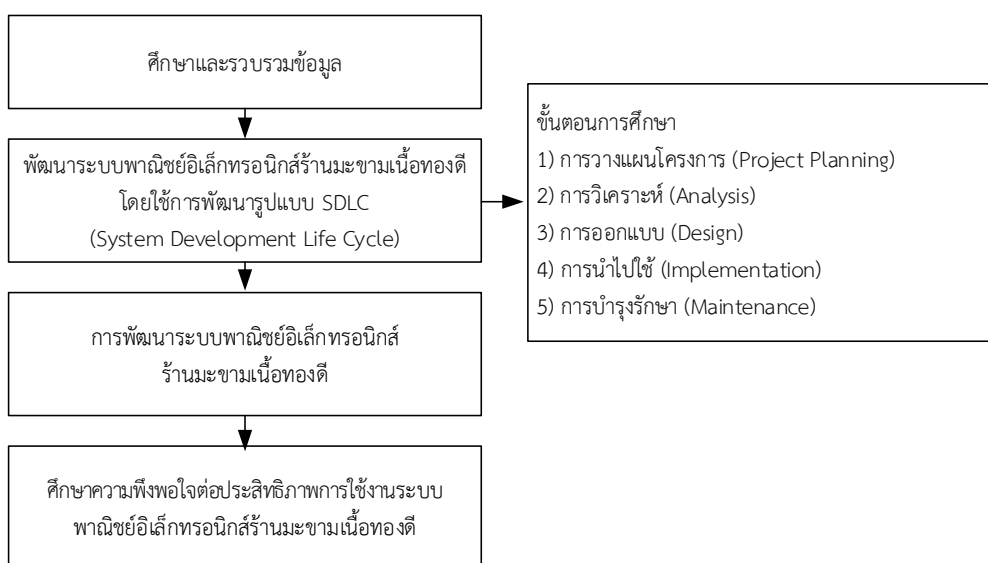 ศึกษาและรวบรวมข้อมูล
พัฒนาระบบพาณิชย์อิเล็กทรอนิกส์ร้านมะขามเนื้อทองดี
โดยใช้การพัฒนารูปแบบ SDLC
(System Development Life Cycle)
ขั้นตอนการศึกษา
1) การวางแผนโครงการ (Project Planning)
2) การวิเคราะห์ (Analysis)
3) การออกแบบ (Design)
4) การนำไปใช้ (Implementation)
5) การบำรุงรักษา (Maintenance)
การพัฒนาระบบพาณิชย์อิเล็กทรอนิกส์
ร้านมะขามเนื้อทองดี
ศึกษาความพึงพอใจต่อประสิทธิภาพการใช้งานระบบ
พาณิชย์อิเล็กทรอนิกส์ร้านมะขามเนื้อทองดี